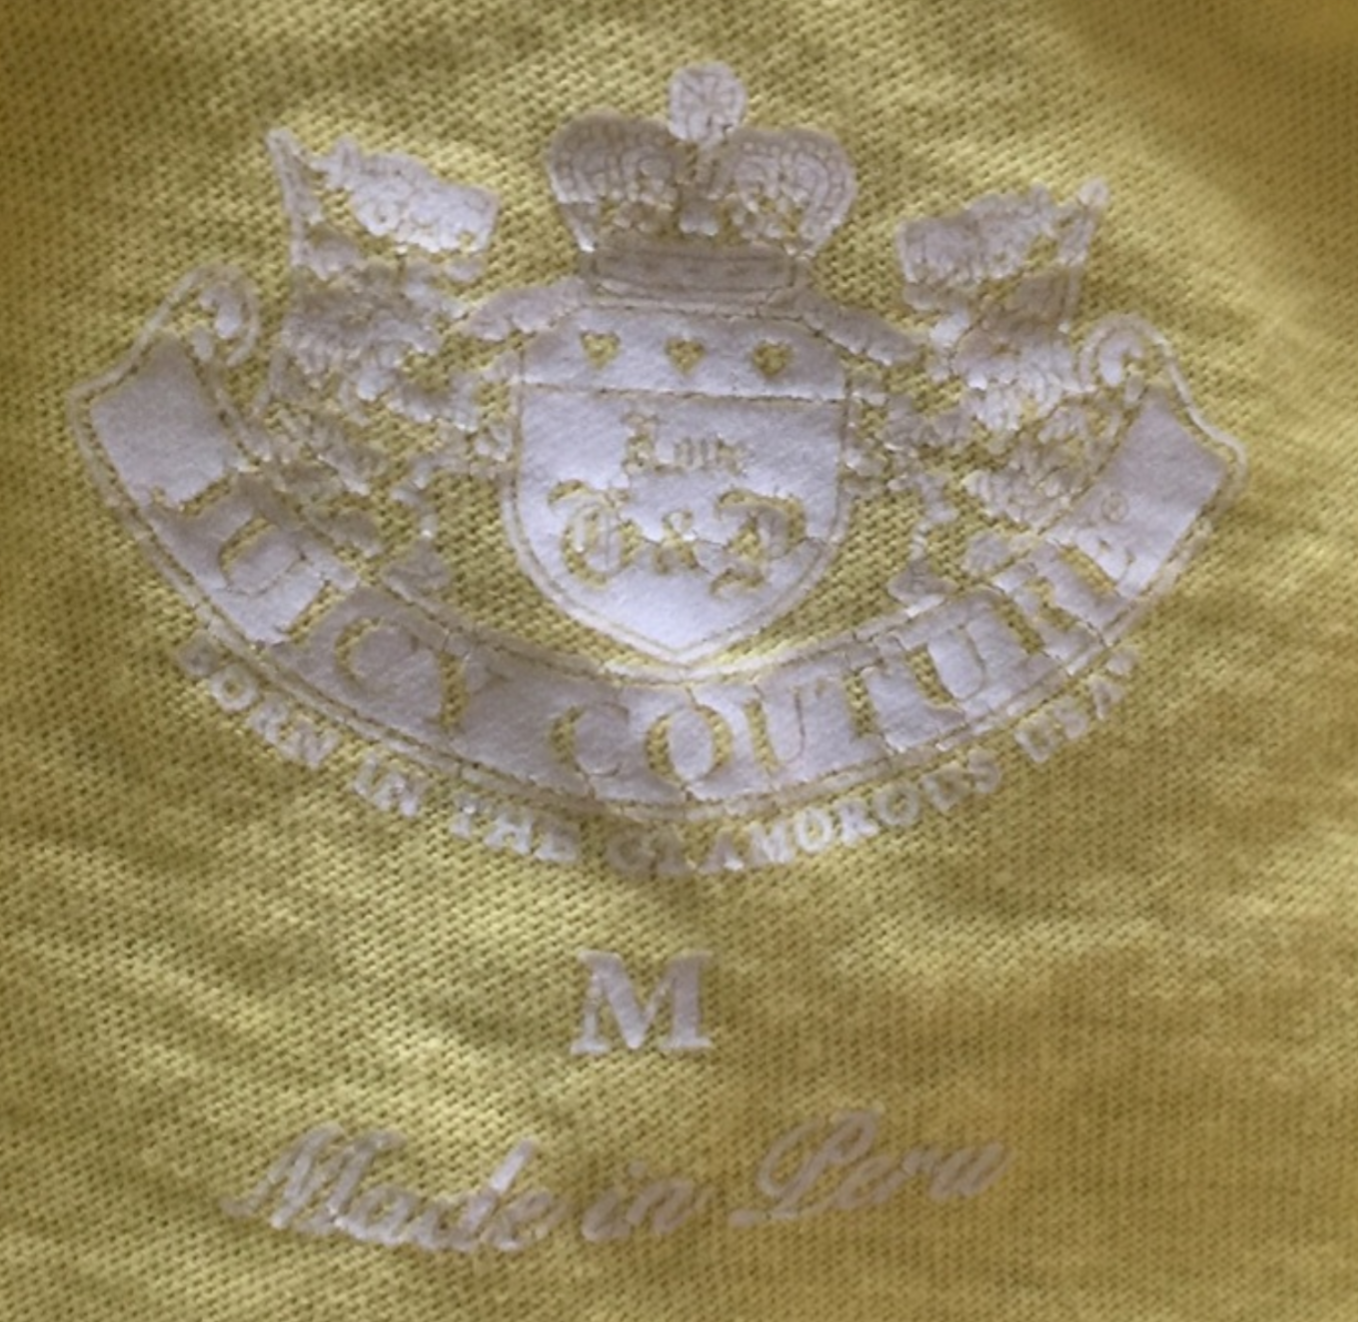 Love
G&P
JUICY COUTURE®
BORN IN THE GLAMOROUS USA
M
Made in Peru